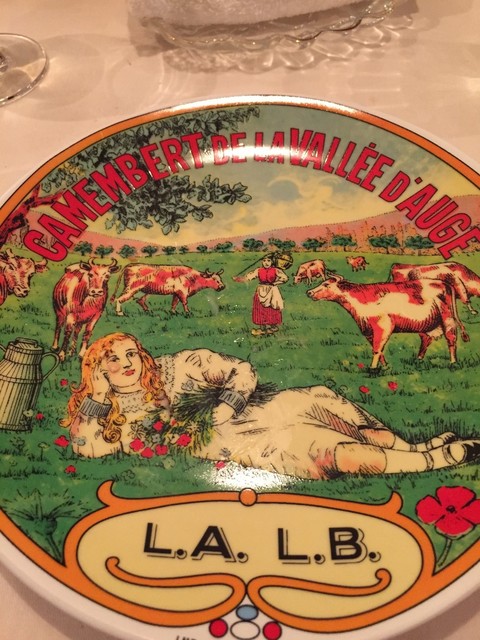 CAMEMBERT DE LA VALLÉE D'AUGE
L.A. L.B.